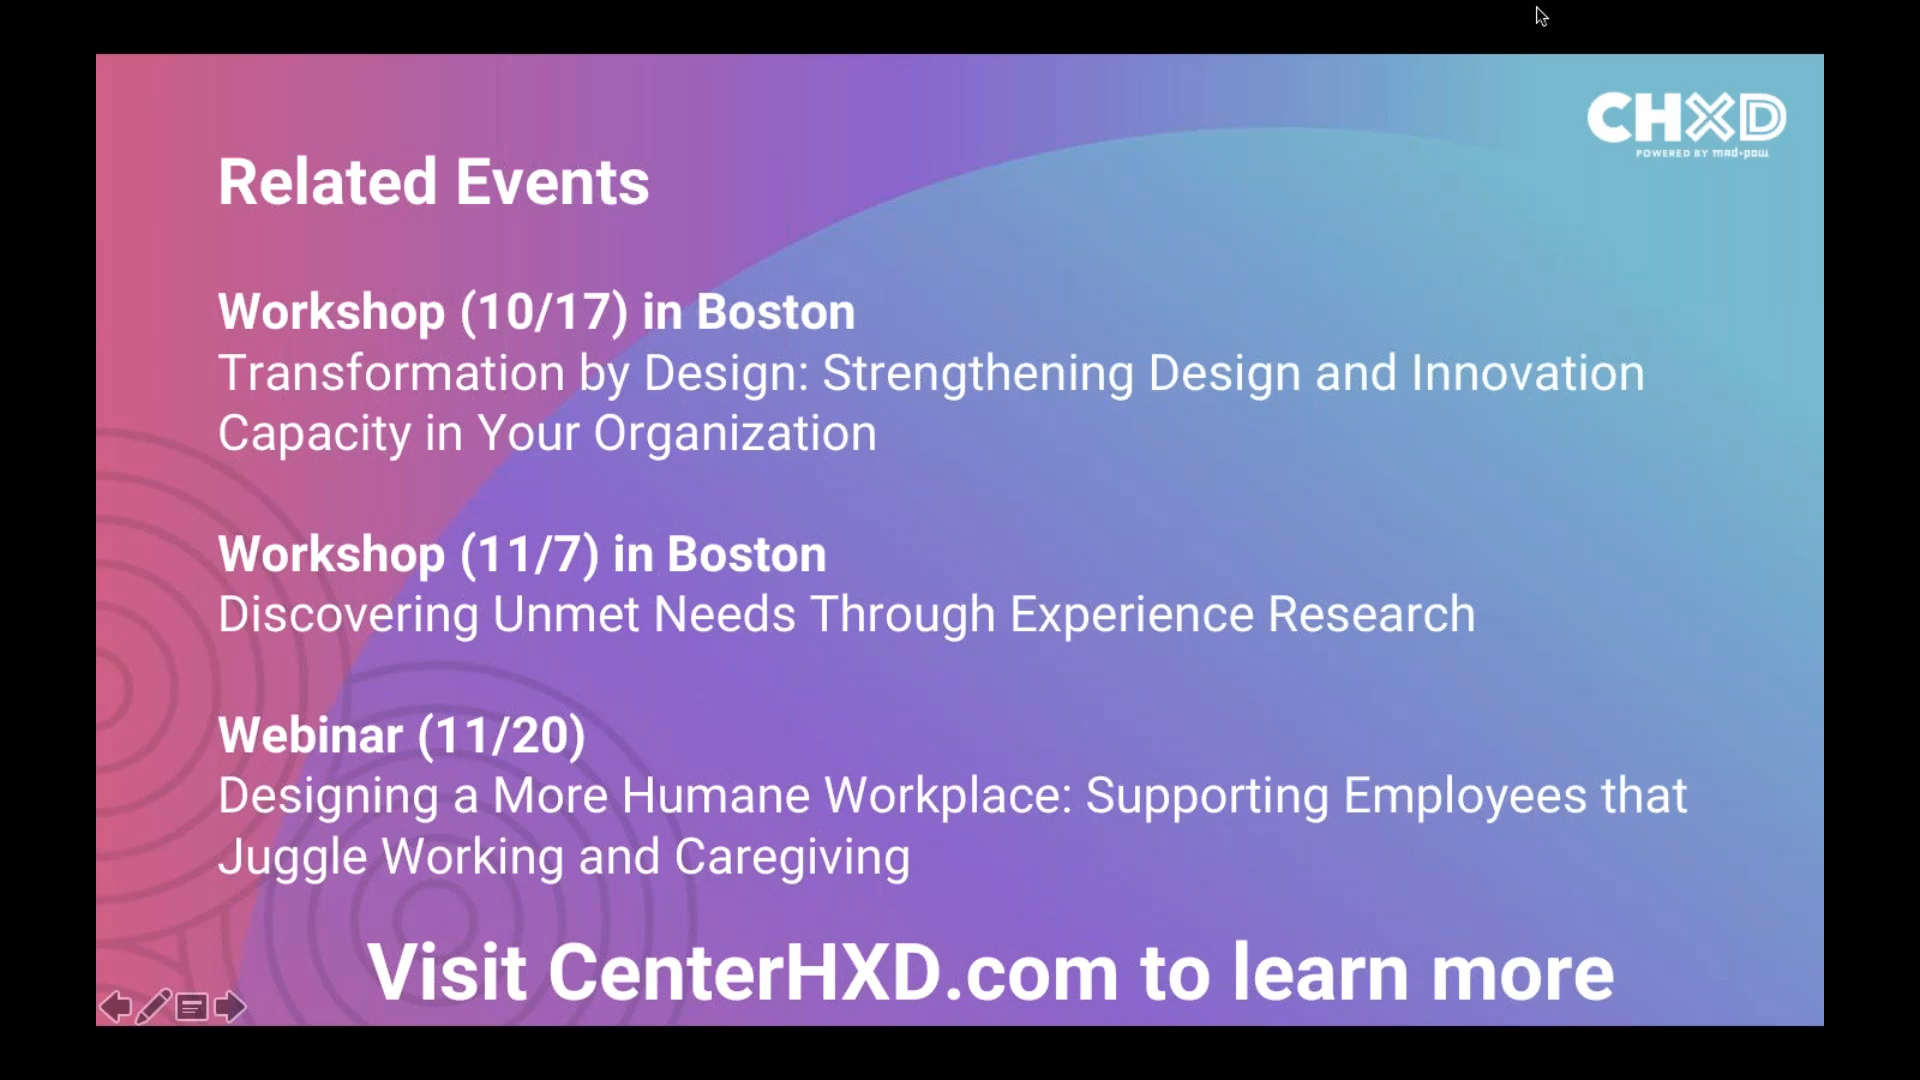 CHXD
POWERED BY mad*pow
Related Events
Workshop (10/17) in Boston
Transformation by Design: Strengthening Design and Innovation
Capacity in Your Organization
Workshop (11/7) in Boston
Discovering Unmet Needs Through Experience Research
Webinar (11/20)
Designing a More Humane Workplace: Supporting Employees that
Juggle Working and Caregiving
Visit CenterHXD.com to learn more